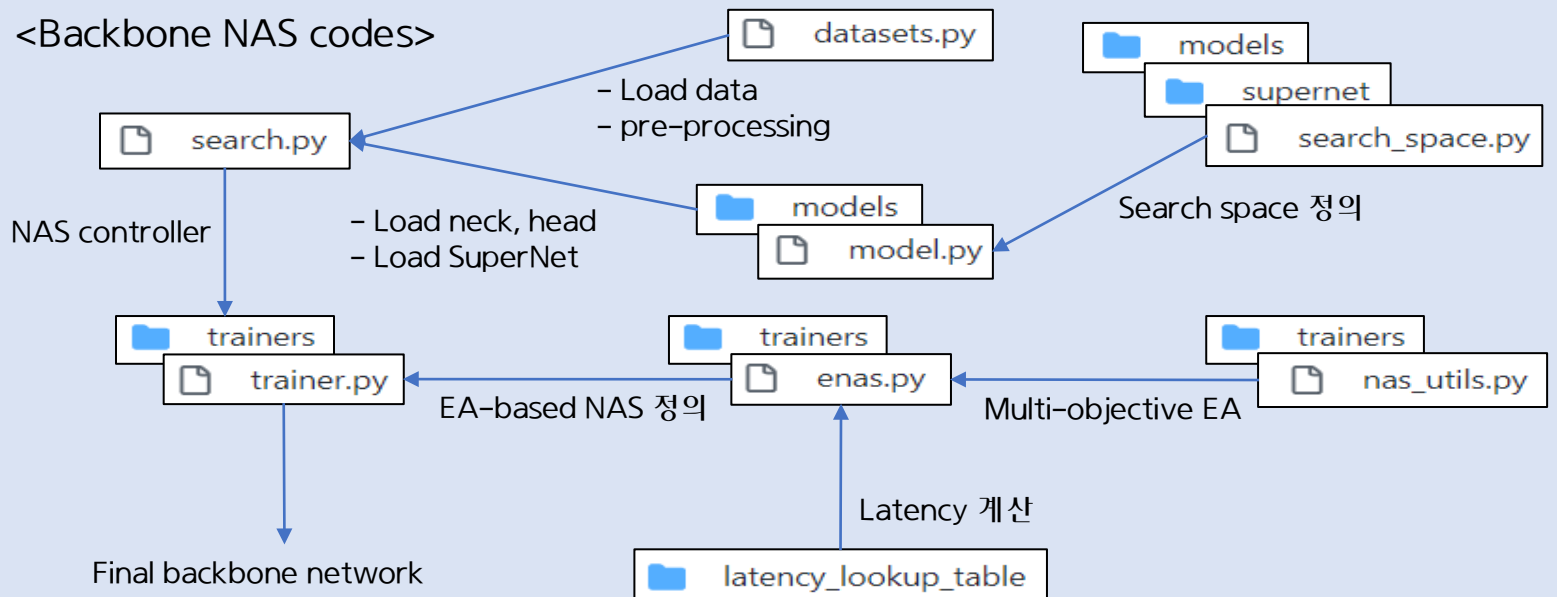 <Backbone NAS codes>
datasets.py
models
supernet
search_space.py
- Load data
- pre-processing
search.py
models
model.py
Search space 정의
NAS controller
- Load neck, head
- Load SuperNet
trainers
trainer.py
trainers
enas.py
trainers
nas_utils.py
EA-based NAS 정의
Multi-objective EA
Latency 계산
Final backbone network
latency_lookup_table